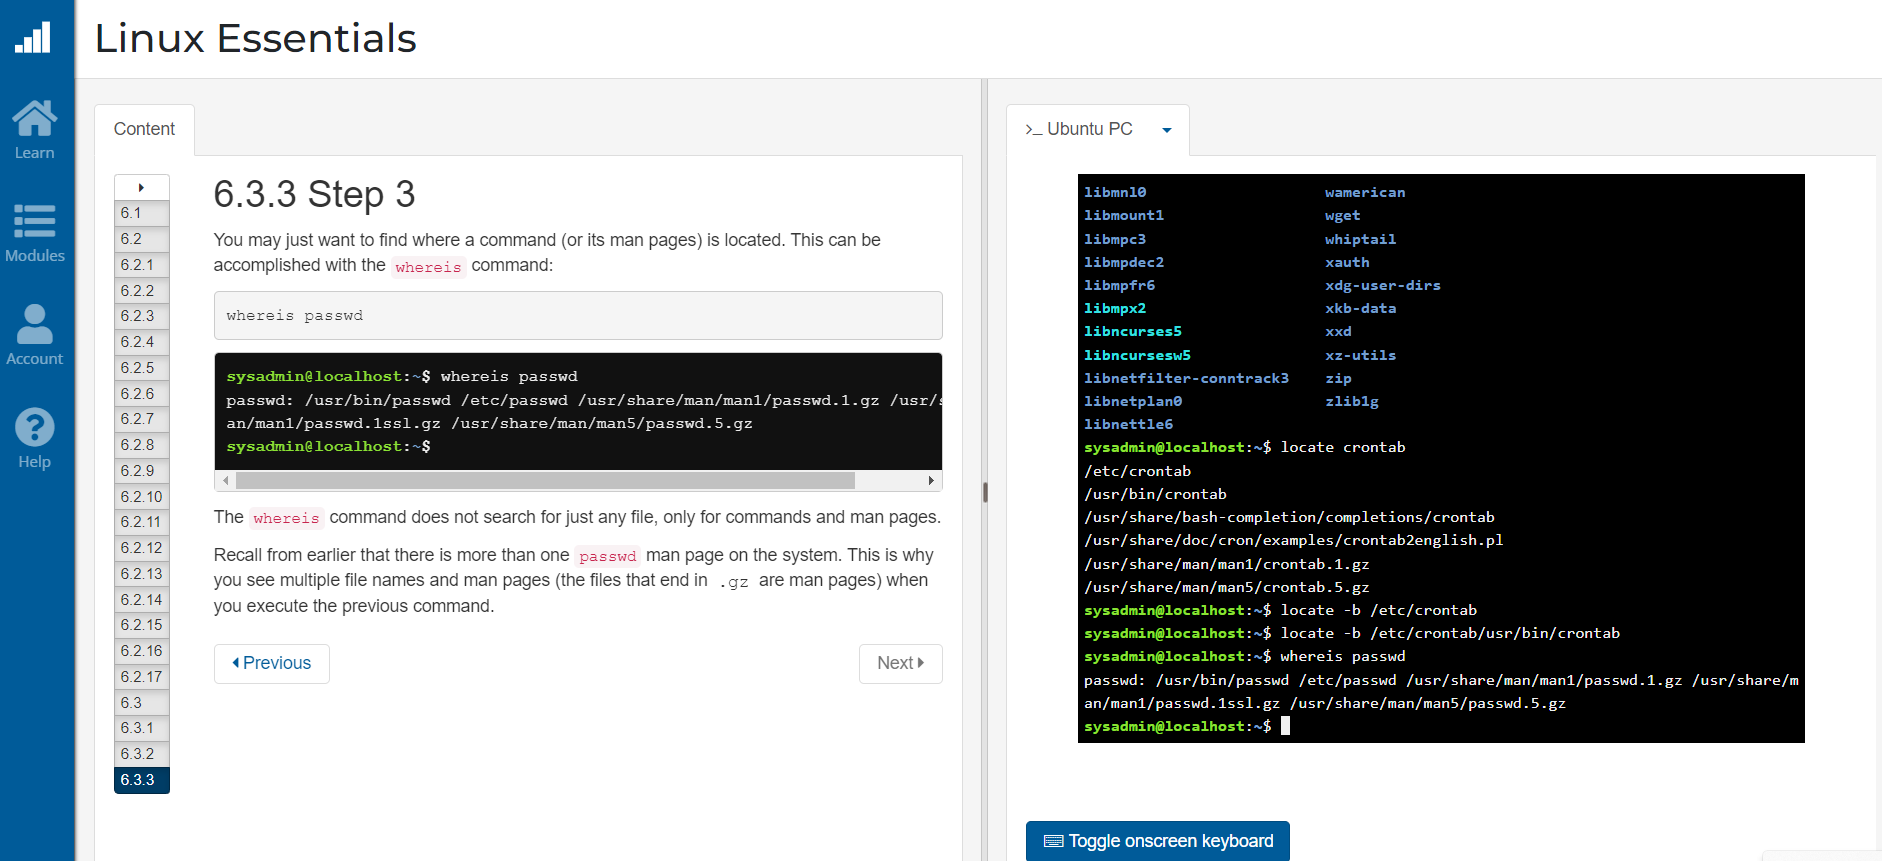 Linux Essentials
Learn
Modules
Account
Help
Content
6.1
6.2
6.2.1
6.2.2
6.2.3
6.2.4
6.2.5
6.2.6
6.2.7
6.2.8
6.2.9
6.2.10
6.2.11
6.2.12
6.2.13
6.2.14
6.2.15
6.2.16
6.2.17
6.3
6.3.1
6.3.2
6.3.3
6.3.3 Step 3
You may just want to find where a command (or its man pages) is located. This can be
accomplished with the whereis command:
whereis passwd
sysadmin@localhost:~$ whereis passwd
passwd: /usr/bin/passwd /etc/passwd /usr/share/man/man1/passwd.1.gz /usr/
an/man1/passwd.1ssl.gz /usr/share/man/man5/passwd.5.gz
sysadmin@localhost:~$
The whereis command does not search for just any file, only for commands and man pages.
Recall from earlier that there is more than one passwd man page on the system. This is why
you see multiple file names and man pages (the files that end in .gz are man pages) when
you execute the previous command.
Previous
Next
>_ Ubuntu PC
libmnl0 wamerican
libmount1 wget
libmpc3 whiptail
libmpdec2 xauth
libmpfr6 xdg-user-dirs
libmpx2 xkb-data
libncurses5 xxd
libncursesw5 xz-utils
libnetfilter-conntrack3 zip
libnetplan0 zlib1g
libnettle6
sysadmin@localhost:~$ locate crontab
/etc/crontab
/usr/bin/crontab
/usr/share/bash-completion/completions/crontab
/usr/share/doc/cron/examples/crontab2english.pl
/usr/share/man/man1/crontab.1.gz
/usr/share/man/man5/crontab.5.gz
sysadmin@localhost:~$ locate -b /etc/crontab
sysadmin@localhost:~$ locate -b /etc/crontab/usr/bin/crontab
sysadmin@localhost:~$ whereis passwd
passwd: /usr/bin/passwd /etc/passwd /usr/share/man/man1/passwd.1.gz /usr/share/m
an/man1/passwd.1ssl.gz /usr/share/man/man5/passwd.5.gz
sysadmin@localhost:~$
Toggle onscreen keyboard